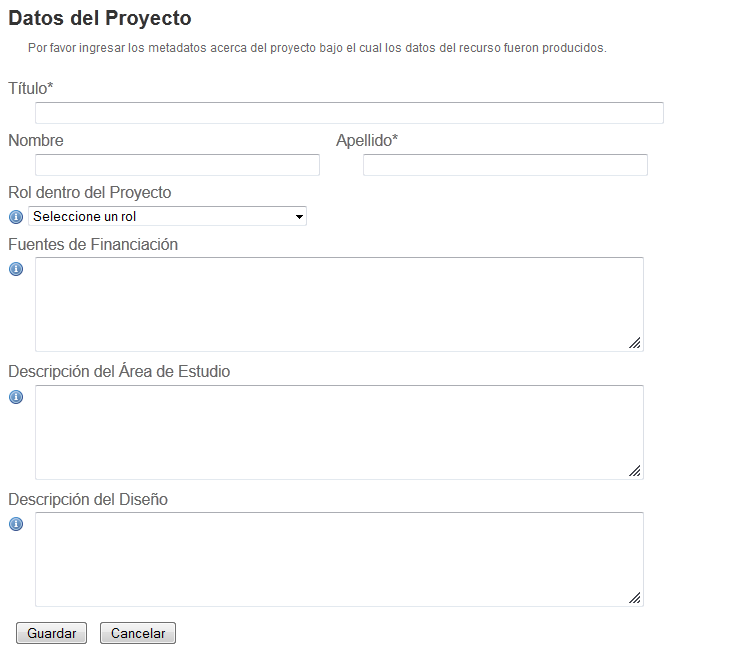 Datos del Proyecto
Por favor ingresar los metadatos acerca del proyecto bajo el cual los datos del recurso fueron producidos.
Título*
Nombre Apellido*
Rol dentro del Proyecto
Seleccione un rol
Fuentes de Financiación
Descripción del Área de Estudio
Descripción del Diseño
Guardar Cancelar